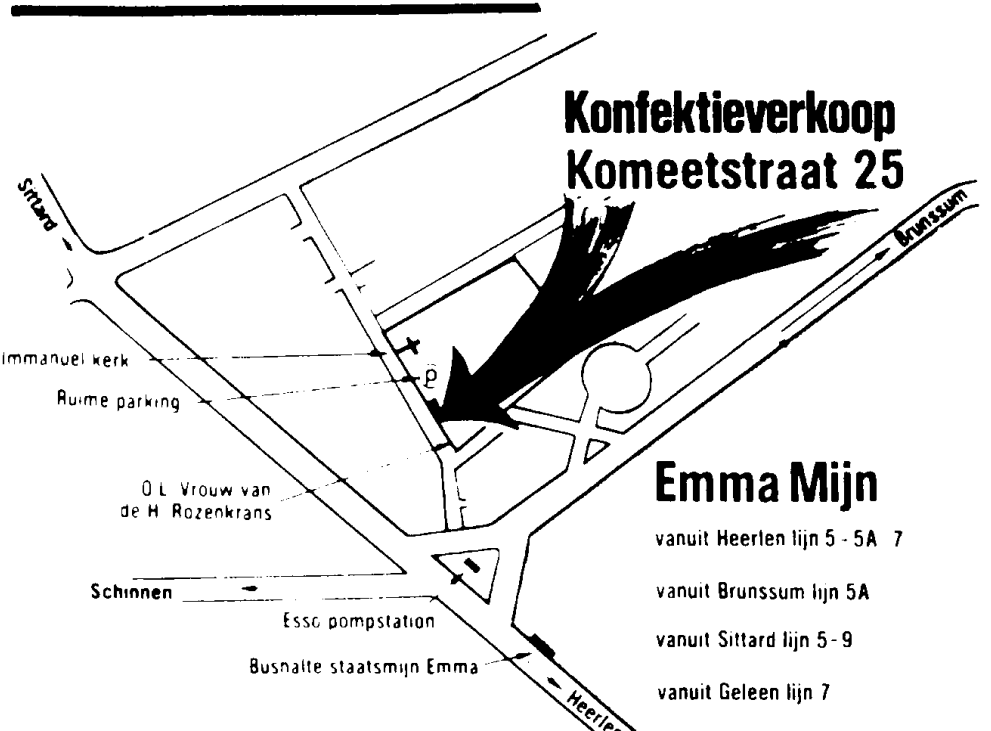 Konfektieverkoop
Komeetstraat 25
Sittard
Brunssum
Immanuel kerk
p
Ruime parking
O.L. Vrouw van
de H. Rozenkrans
Emma Mijn
vanuit Heerlen lijn 5 - 5A 7
vanuit Brunssum lijn 5A
vanuit Sittard lijn 5-9
vanuit Geleen lijn 7
Schinnen
Esso pompstation
Bushalte staatsmijn Emma
Heerlen